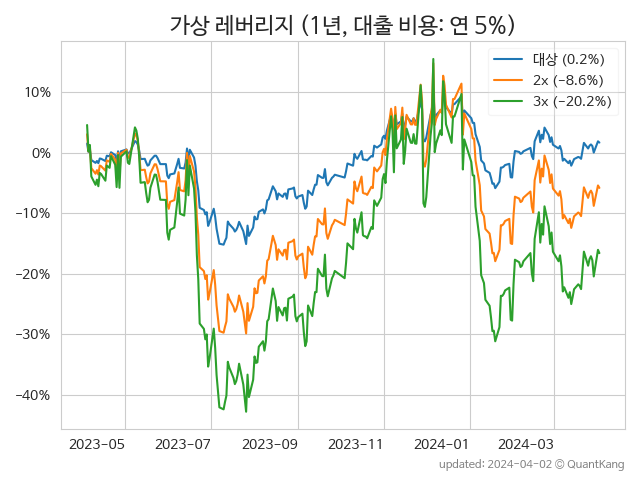 가상 레버리지 (1년, 대출 비용: 연 5%)
대상 (0.2%)
2x (−8.6%)
3x (−20.2%)
10%
0%
−10%
−20%
−30%
−40%
2023-05 2023-07 2023-09 2023-11 2024-01 2024-03
updated: 2024-04-02 © QuantKang